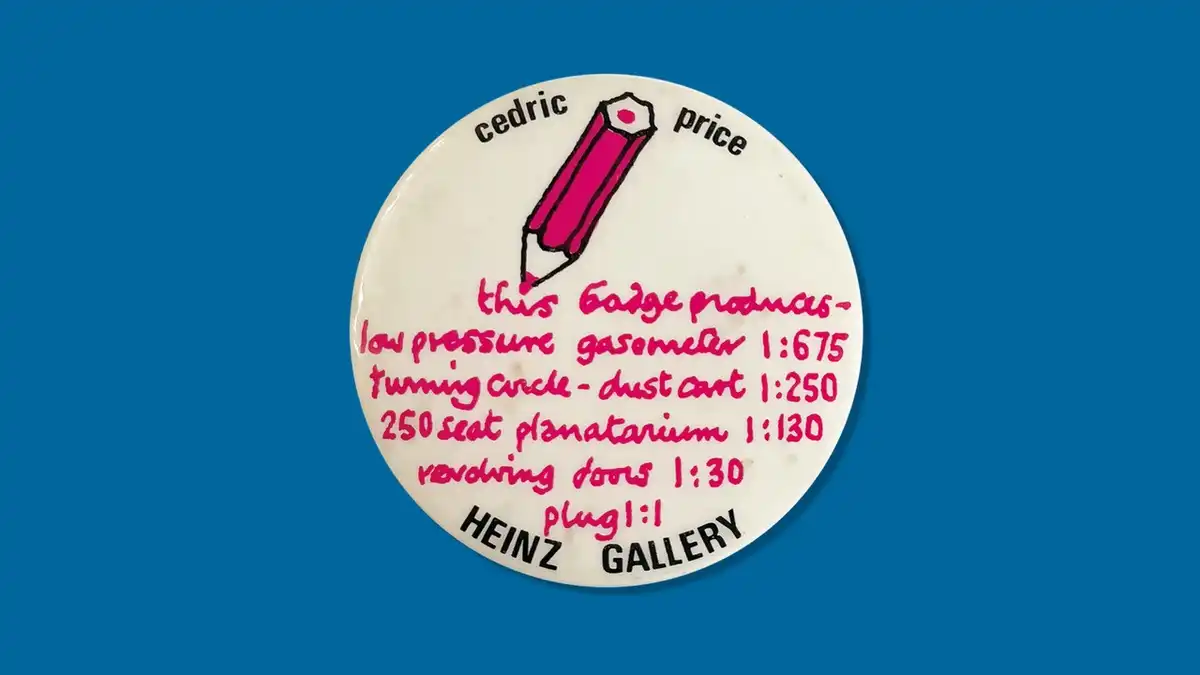 cedric price
this badge produces-
low pressure gasometer 1:675
turning circle - dust cart 1:250
250 seat planatarium 1:130
revolving doors 1:30
plug 1:1
HEINZ GALLERY